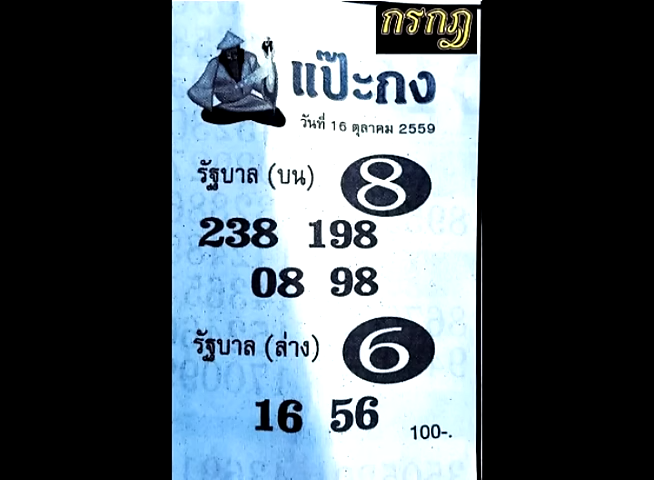 กรกฎ
แป๊ะกง
วันที่ 16 ตุลาคม 2559
รัฐบาล (บน) 8
238 198
08 98
รัฐบาล (ล่าง) 6
16 56
100-.